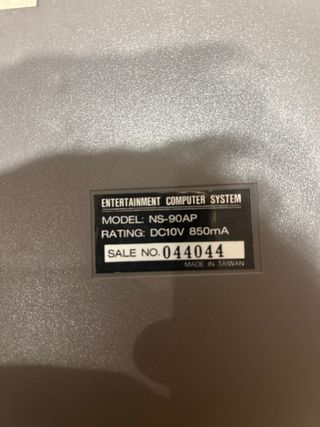 ENTERTAINMENT COMPUTER SYSTEM
MODEL: NS-90AP
RATING: DC10V 850mA
SALE NO. 044044
MADE IN TAIWAN